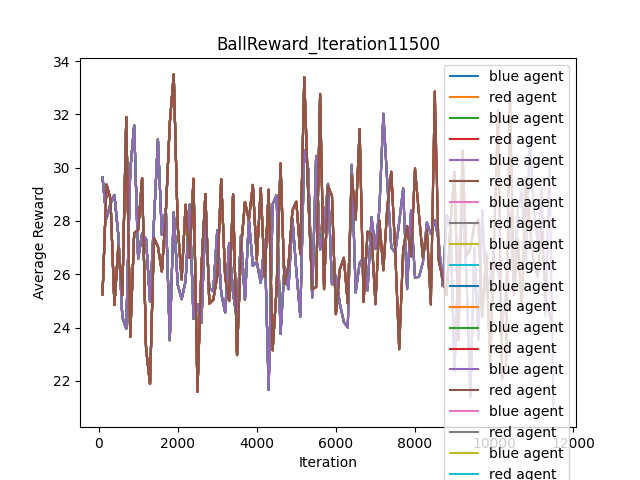 BallReward_Iteration11500
Average Reward
34
32
30
28
26
24
22
0
2000
4000
6000
8000
10000
12000
Iteration
blue agent
red agent
blue agent
red agent
blue agent
red agent
blue agent
red agent
blue agent
red agent
blue agent
red agent
blue agent
red agent
blue agent
red agent
blue agent
red agent
blue agent
red agent